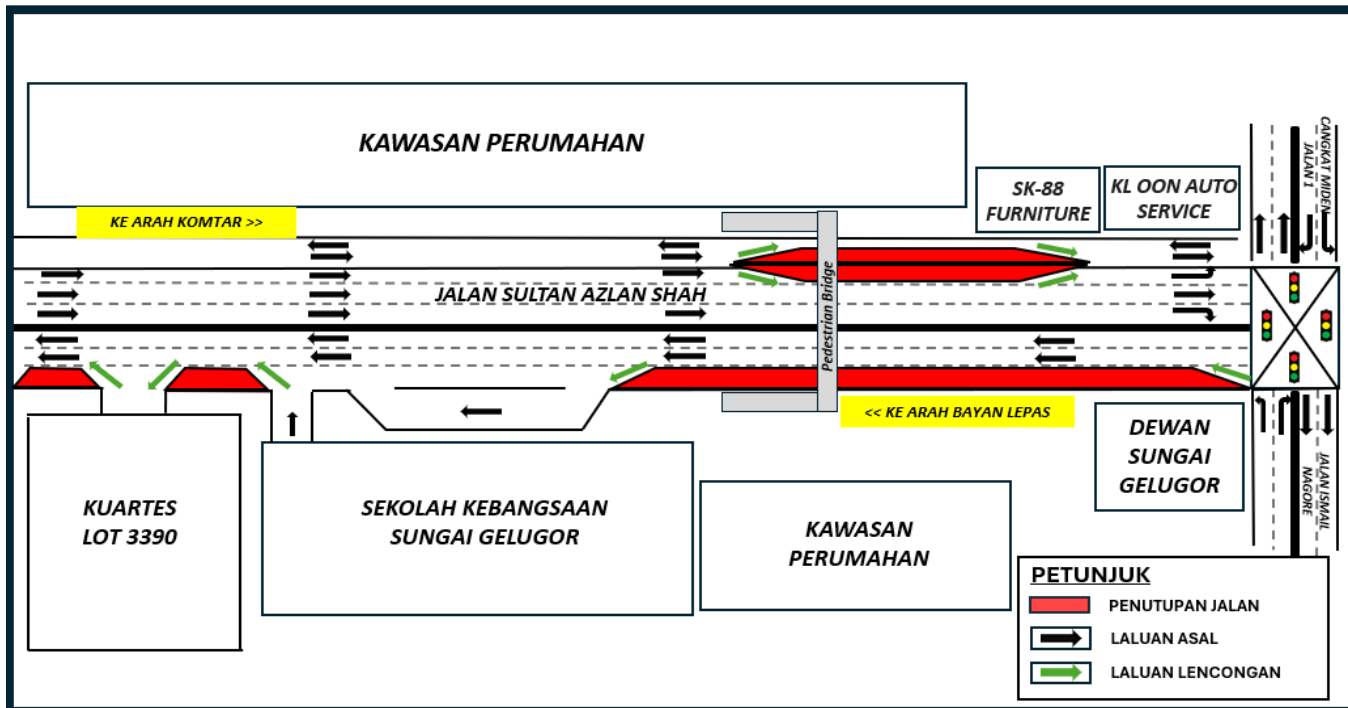 KAWASAN PERUMAHAN
KE ARAH KOMTAR >>
SK-88
FURNITURE
KL OON AUTO
SERVICE
CANGKAT MIDEN
JALAN 1
JALAN SULTAN AZLAN SHAH
Pedestrian Bridge
<< KE ARAH BAYAN LEPAS
DEWAN
SUNGAI
GELUGOR
JALAN ISMAIL
NAGORE
KUARTES
LOT 3390
SEKOLAH KEBANGSAAN
SUNGAI GELUGOR
KAWASAN
PERUMAHAN
PETUNJUK
PENUTUPAN JALAN
LALUAN ASAL
LALUAN LENCONGAN